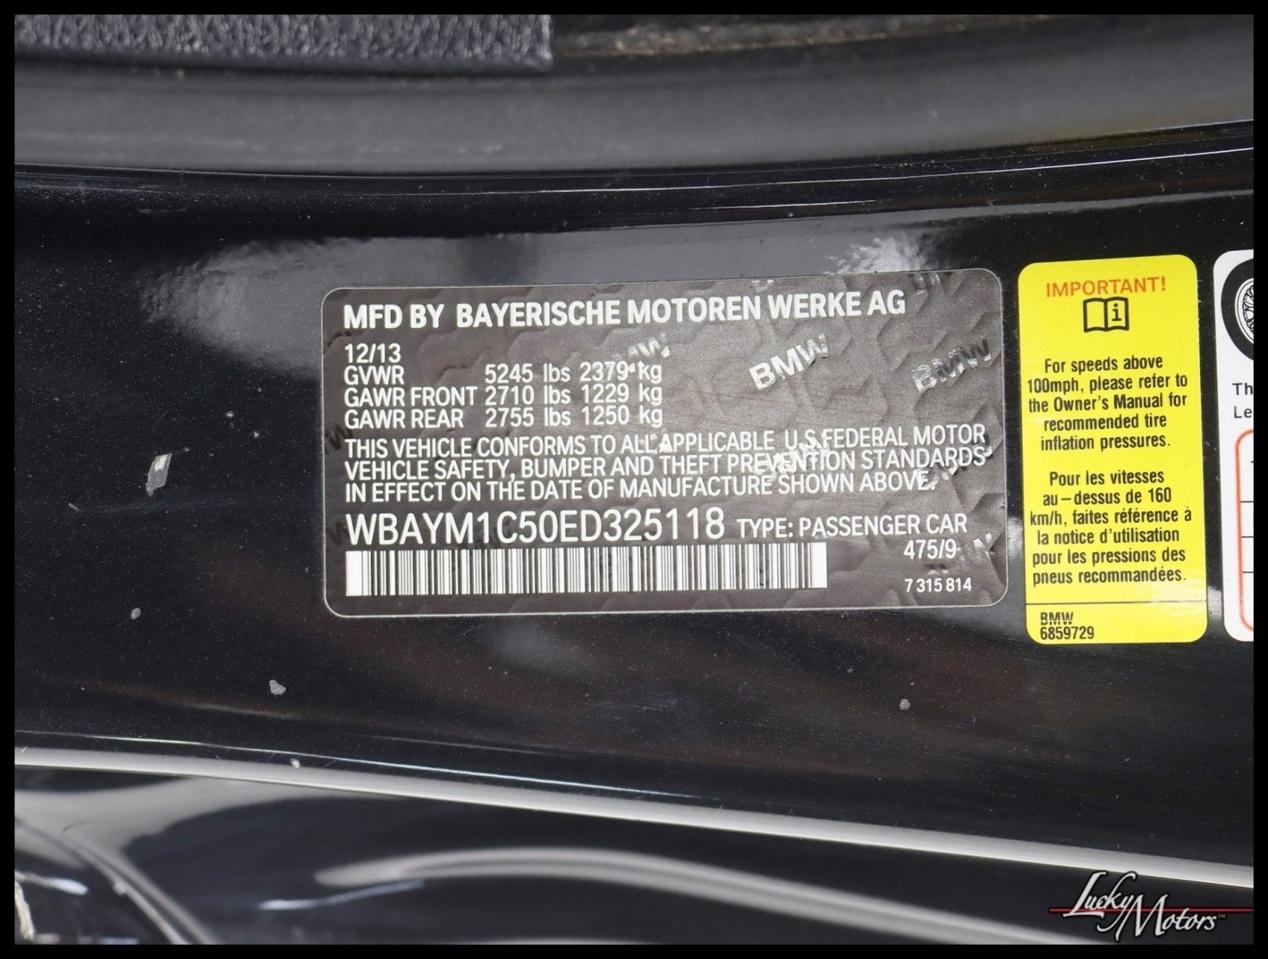 MFD BY BAYERISCHE MOTOREN WERKE AG
12/13
GVWR 5245 lbs 2379 kg
GAWR FRONT 2710 lbs 1229 kg
GAWR REAR 2755 lbs 1250 kg
THIS VEHICLE CONFORMS TO ALL APPLICABLE U.S.FEDERAL MOTOR
VEHICLE SAFETY, BUMPER AND THEFT PREVENTION STANDARDS
IN EFFECT ON THE DATE OF MANUFACTURE SHOWN ABOVE.
WBAYM1C50ED325118 TYPE: PASSENGER CAR
475/9
7 315 814
BMW
BMW
IMPORTANT!
i
For speeds above
100mph, please refer to
the Owner's Manual for
recommended tire
inflation pressures.
Pour les vitesses
au-dessus de 160
km/h, faites référence à
la notice d'utilisation
pour les pressions des
pneus recommandées.
BMW
6859729
Th
Le
Lucky Motors™